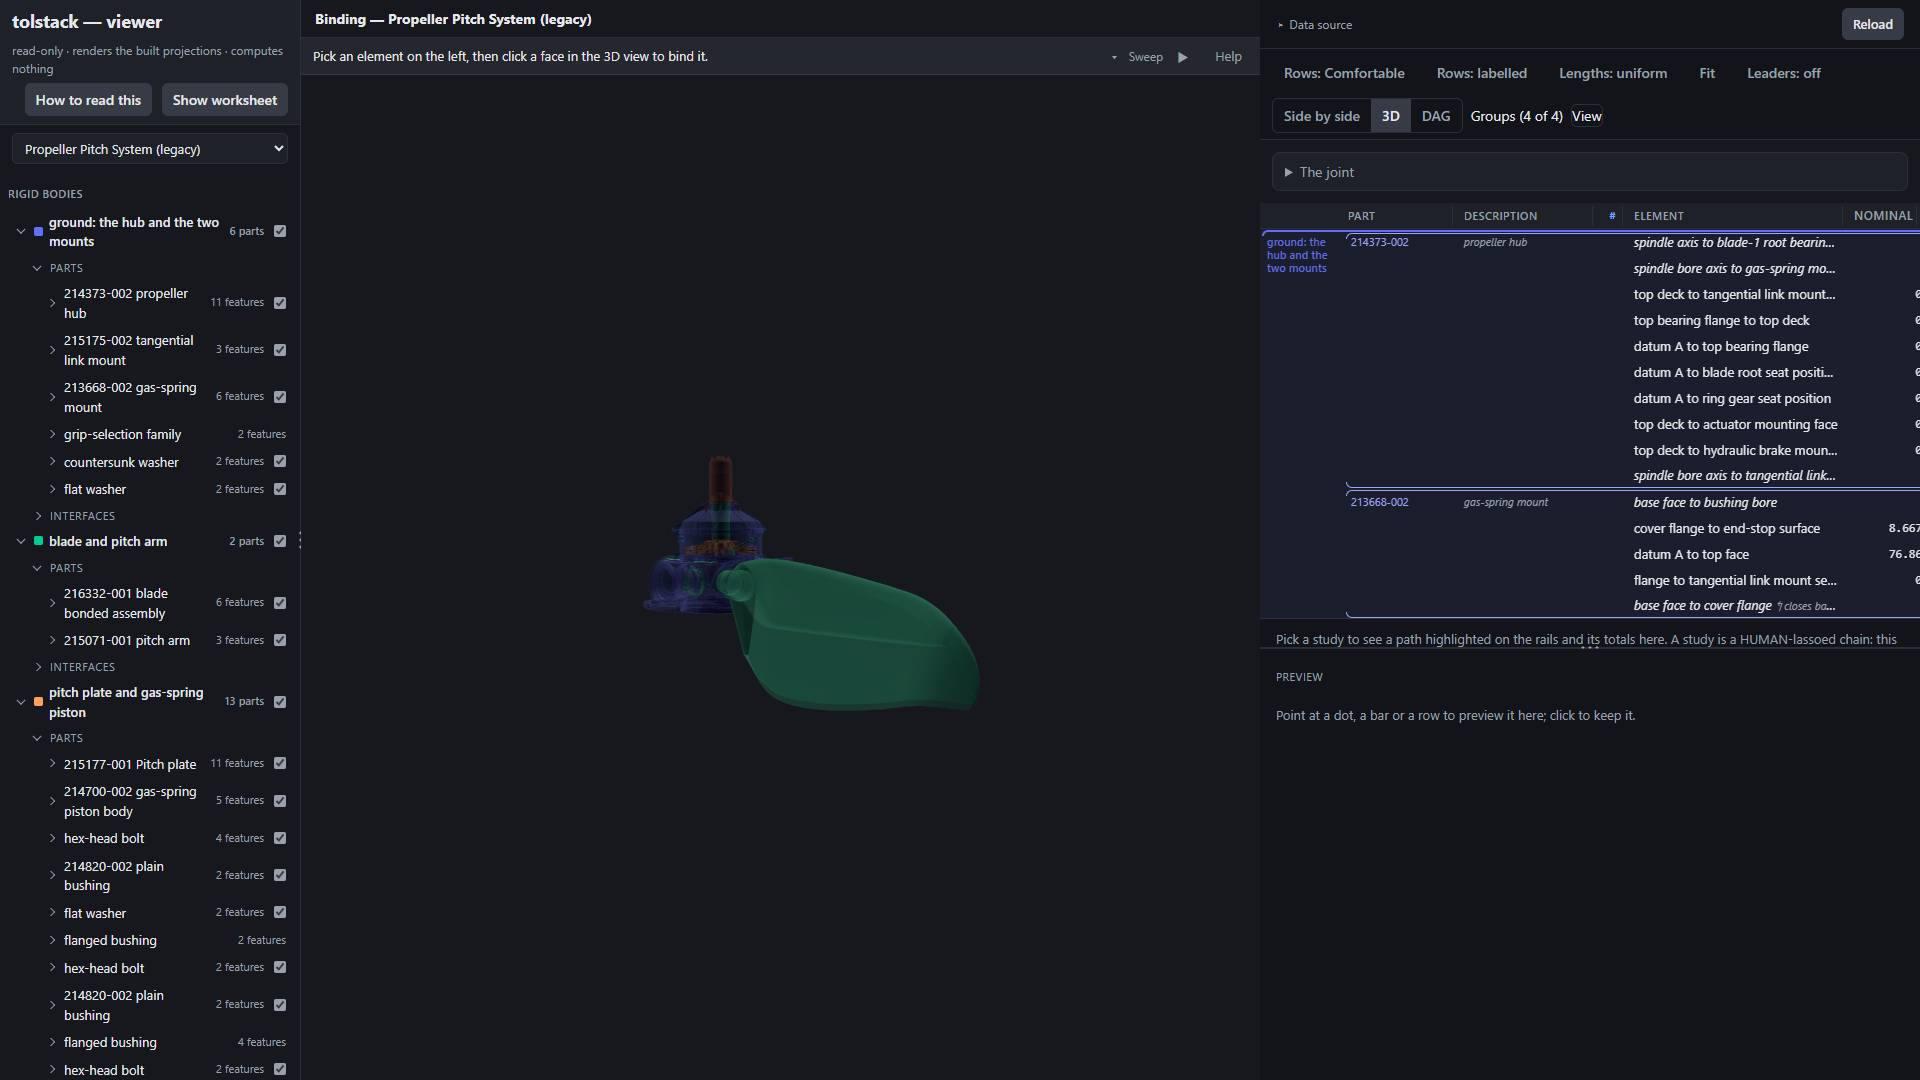 tolstack — viewer
read-only · renders the built projections · computes
nothing
How to read this
Show worksheet
Propeller Pitch System (legacy)
RIGID BODIES
ground: the hub and the two
mounts
6 parts
PARTS
214373-002 propeller
hub
11 features
215175-002 tangential
link mount
3 features
213668-002 gas-spring
mount
6 features
grip-selection family
2 features
countersunk washer
2 features
flat washer
2 features
INTERFACES
blade and pitch arm
2 parts
PARTS
216332-001 blade
bonded assembly
6 features
215071-001 pitch arm
3 features
INTERFACES
pitch plate and gas-spring
piston
13 parts
PARTS
215177-001 Pitch plate
11 features
214700-002 gas-spring
piston body
5 features
hex-head bolt
4 features
214820-002 plain
bushing
2 features
flat washer
2 features
flanged bushing
2 features
hex-head bolt
2 features
214820-002 plain
bushing
2 features
flanged bushing
4 features
hex-head bolt
2 features
Binding — Propeller Pitch System (legacy)
Pick an element on the left, then click a face in the 3D view to bind it.
Sweep
Help
Data source
Reload
Rows: Comfortable
Rows: labelled
Lengths: uniform
Fit
Leaders: off
Side by side
3D
DAG
Groups (4 of 4)
View
The joint
PART
DESCRIPTION
#
ELEMENT
NOMINAL
ground: the
hub and the
two mounts
214373-002
propeller hub
spindle axis to blade-1 root bearin...
spindle bore axis to gas-spring mo...
top deck to tangential link mount...
top bearing flange to top deck
datum A to top bearing flange
datum A to blade root seat positi...
datum A to ring gear seat position
top deck to actuator mounting face
top deck to hydraulic brake moun...
spindle bore axis to tangential link...
213668-002
gas-spring mount
base face to bushing bore
cover flange to end-stop surface
8.667
datum A to top face
76.86
flange to tangential link mount se...
base face to cover flange ↰ closes ba...
Pick a study to see a path highlighted on the rails and its totals here. A study is a HUMAN-lassoed chain: this
PREVIEW
Point at a dot, a bar or a row to preview it here; click to keep it.